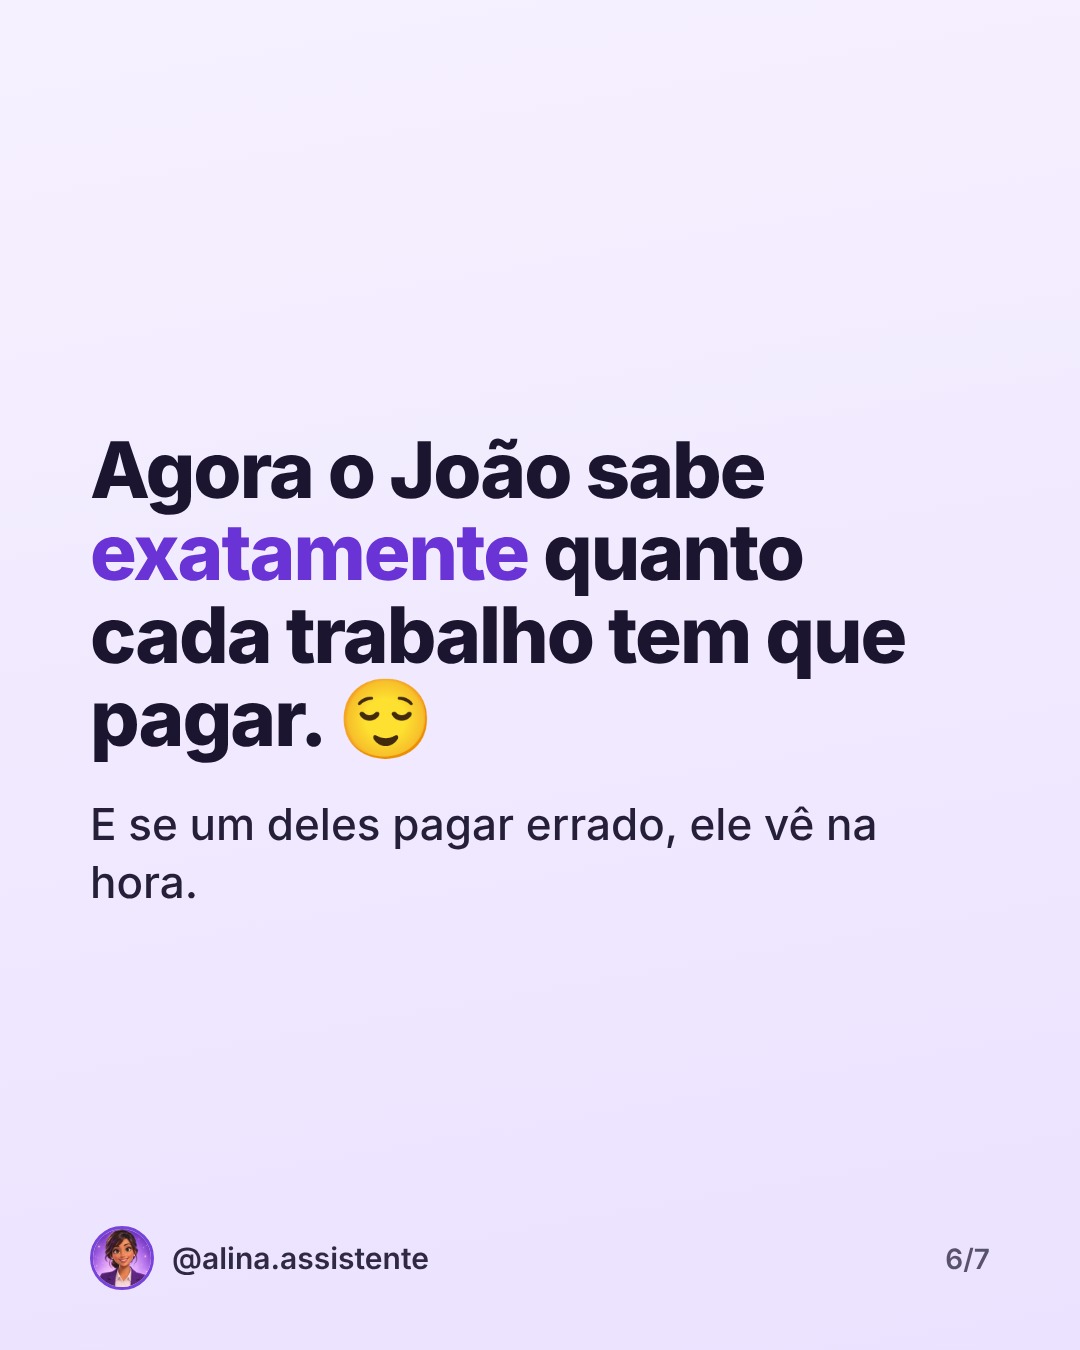 Agora o João sabe
exatamente quanto
cada trabalho tem que
pagar. 😌
E se um deles pagar errado, ele vê na
hora.
@alina.assistente
6/7